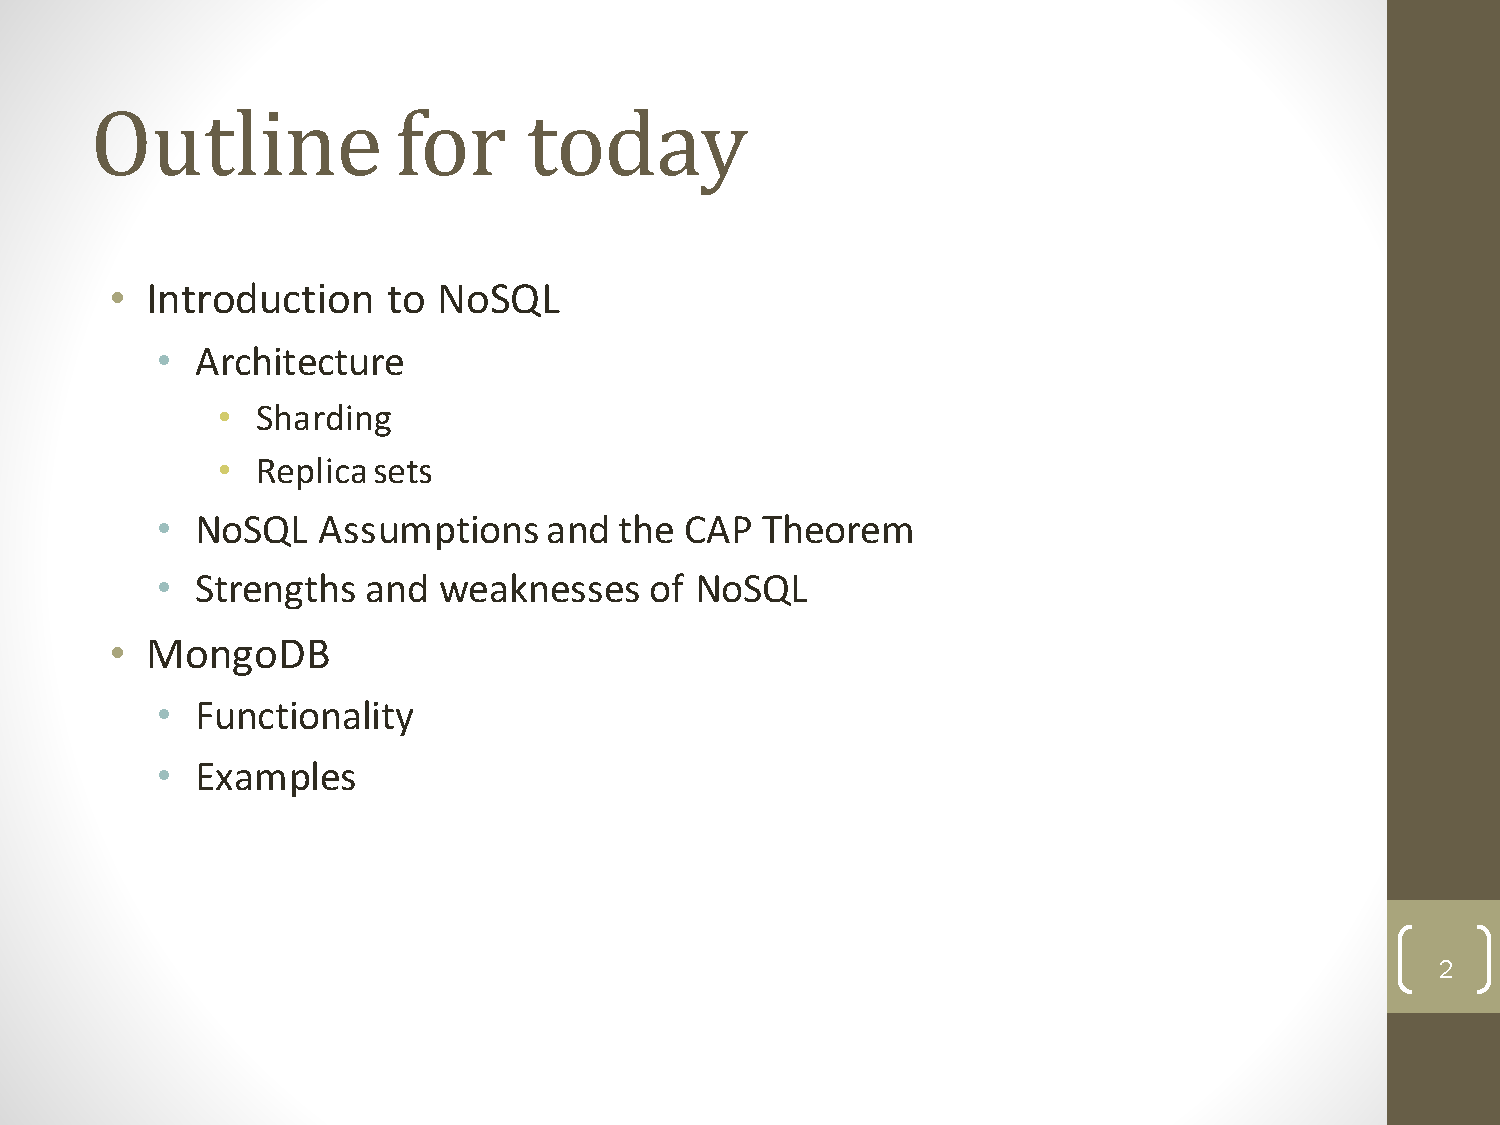 Outline for today
• Introduction to NoSQL
• Architecture
• Sharding
• Replica sets
• NoSQL Assumptions and the CAP Theorem
• Strengths and weaknesses of NoSQL
• MongoDB
• Functionality
• Examples
2